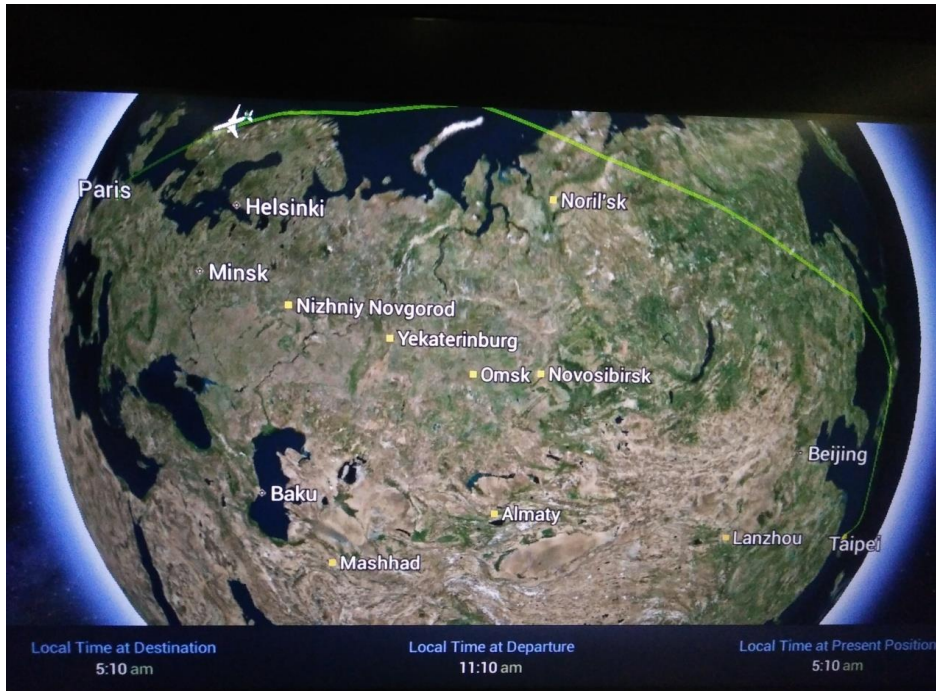 Paris
Helsinki
Noril'sk
Minsk
Nizhniy Novgorod
Yekaterinburg
Omsk
Novosibirsk
Beijing
Baku
Almaty
Lanzhou
Taipei
Mashhad
Local Time at Destination
5:10 am
Local Time at Departure
11:10 am
Local Time at Present Position
5:10 am